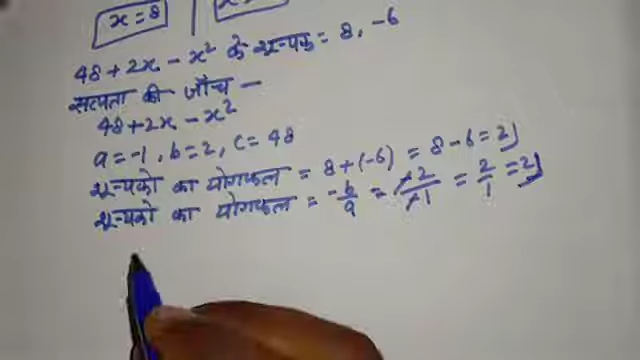 x = 8
48 + 2x - x² के शून्यक = 8, -6
सत्यता की जाँच -
48 + 2x - x²
a = -1, b = 2, c = 48
शून्यको का योगफल = 8 + (-6) = 8 - 6 = 2
शून्यको का योगफल = -b/a = -2/-1 = 2/1 = 2